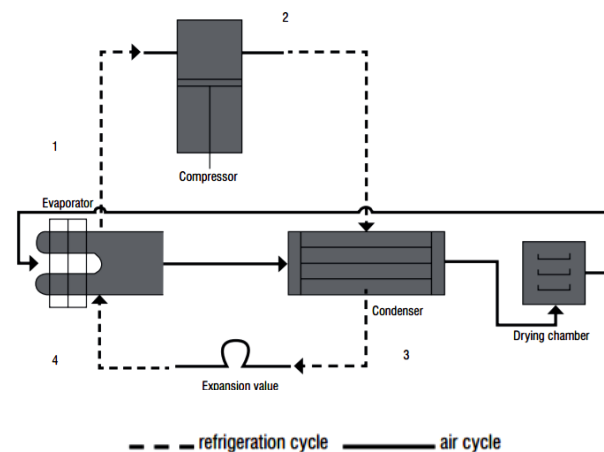 2
Compressor
1
Evaporator
Condenser
Drying chamber
4
3
Expansion value
refrigeration cycle
air cycle